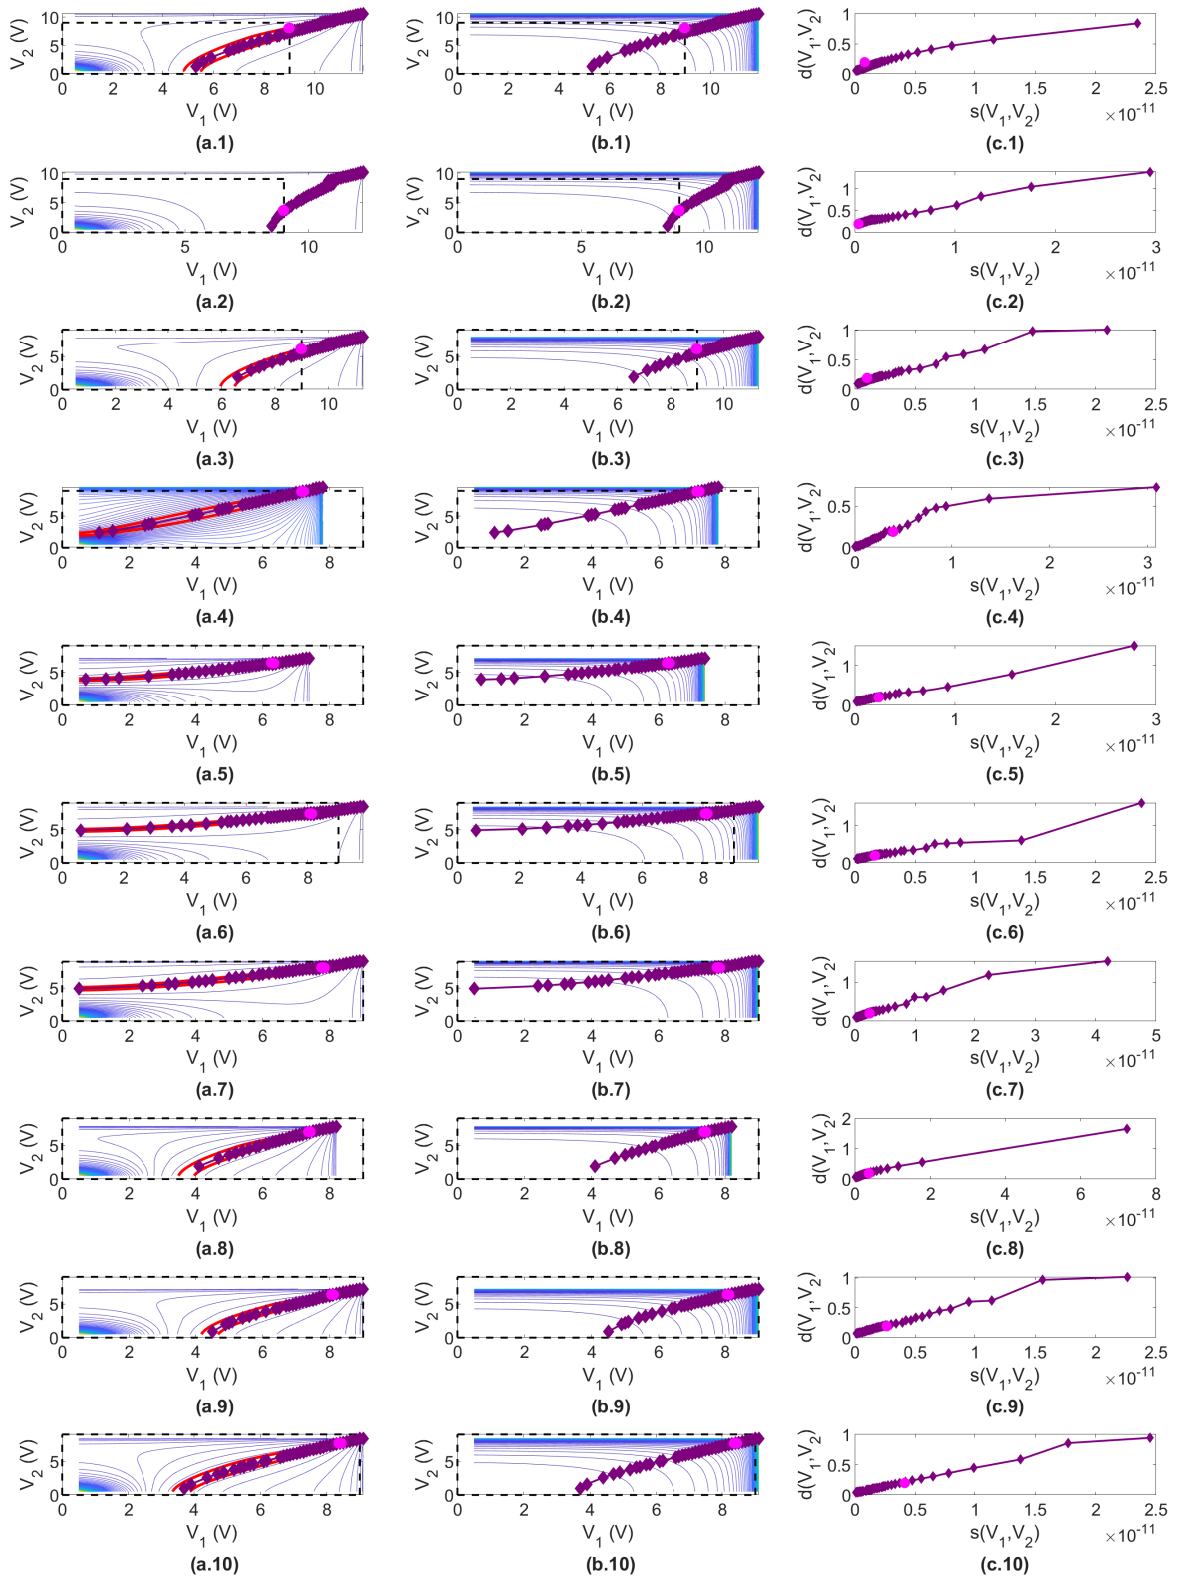 V2 (V) 0 5 10
0 2 4 6 8 10
V1 (V)
(a.1)
V2 (V) 0 5 10
0 2 4 6 8 10
V1 (V)
(b.1)
d(V1,V2) 0 0.5 1
0 0.5 1 1.5 2 2.5
s(V1,V2) ×10-11
(c.1)
V2 (V) 0 5 10
0 5 10
V1 (V)
(a.2)
V2 (V) 0 5 10
0 5 10
V1 (V)
(b.2)
d(V1,V2) 0 0.5 1
0 1 2 3
s(V1,V2) ×10-11
(c.2)
V2 (V) 0 5
0 2 4 6 8 10
V1 (V)
(a.3)
V2 (V) 0 5
0 2 4 6 8 10
V1 (V)
(b.3)
d(V1,V2) 0 0.5 1
0 0.5 1 1.5 2 2.5
s(V1,V2) ×10-11
(c.3)
V2 (V) 0 5
0 2 4 6 8
V1 (V)
(a.4)
V2 (V) 0 5
0 2 4 6 8
V1 (V)
(b.4)
d(V1,V2) 0 0.5
0 1 2 3
s(V1,V2) ×10-11
(c.4)
V2 (V) 0 5
0 2 4 6 8
V1 (V)
(a.5)
V2 (V) 0 5
0 2 4 6 8
V1 (V)
(b.5)
d(V1,V2) 0 1
0 1 2 3
s(V1,V2) ×10-11
(c.5)
V2 (V) 0 5
0 2 4 6 8
V1 (V)
(a.6)
V2 (V) 0 5
0 2 4 6 8
V1 (V)
(b.6)
d(V1,V2) 0 1
0 0.5 1 1.5 2 2.5
s(V1,V2) ×10-11
(c.6)
V2 (V) 0 5
0 2 4 6 8
V1 (V)
(a.7)
V2 (V) 0 5
0 2 4 6 8
V1 (V)
(b.7)
d(V1,V2) 0 1
0 1 2 3 4 5
s(V1,V2) ×10-11
(c.7)
V2 (V) 0 5
0 2 4 6 8
V1 (V)
(a.8)
V2 (V) 0 5
0 2 4 6 8
V1 (V)
(b.8)
d(V1,V2) 0 1 2
0 2 4 6 8
s(V1,V2) ×10-11
(c.8)
V2 (V) 0 5
0 2 4 6 8
V1 (V)
(a.9)
V2 (V) 0 5
0 2 4 6 8
V1 (V)
(b.9)
d(V1,V2) 0 0.5 1
0 0.5 1 1.5 2 2.5
s(V1,V2) ×10-11
(c.9)
V2 (V) 0 5
0 2 4 6 8
V1 (V)
(a.10)
V2 (V) 0 5
0 2 4 6 8
V1 (V)
(b.10)
d(V1,V2) 0 0.5
0 0.5 1 1.5 2 2.5
s(V1,V2) ×10-11
(c.10)